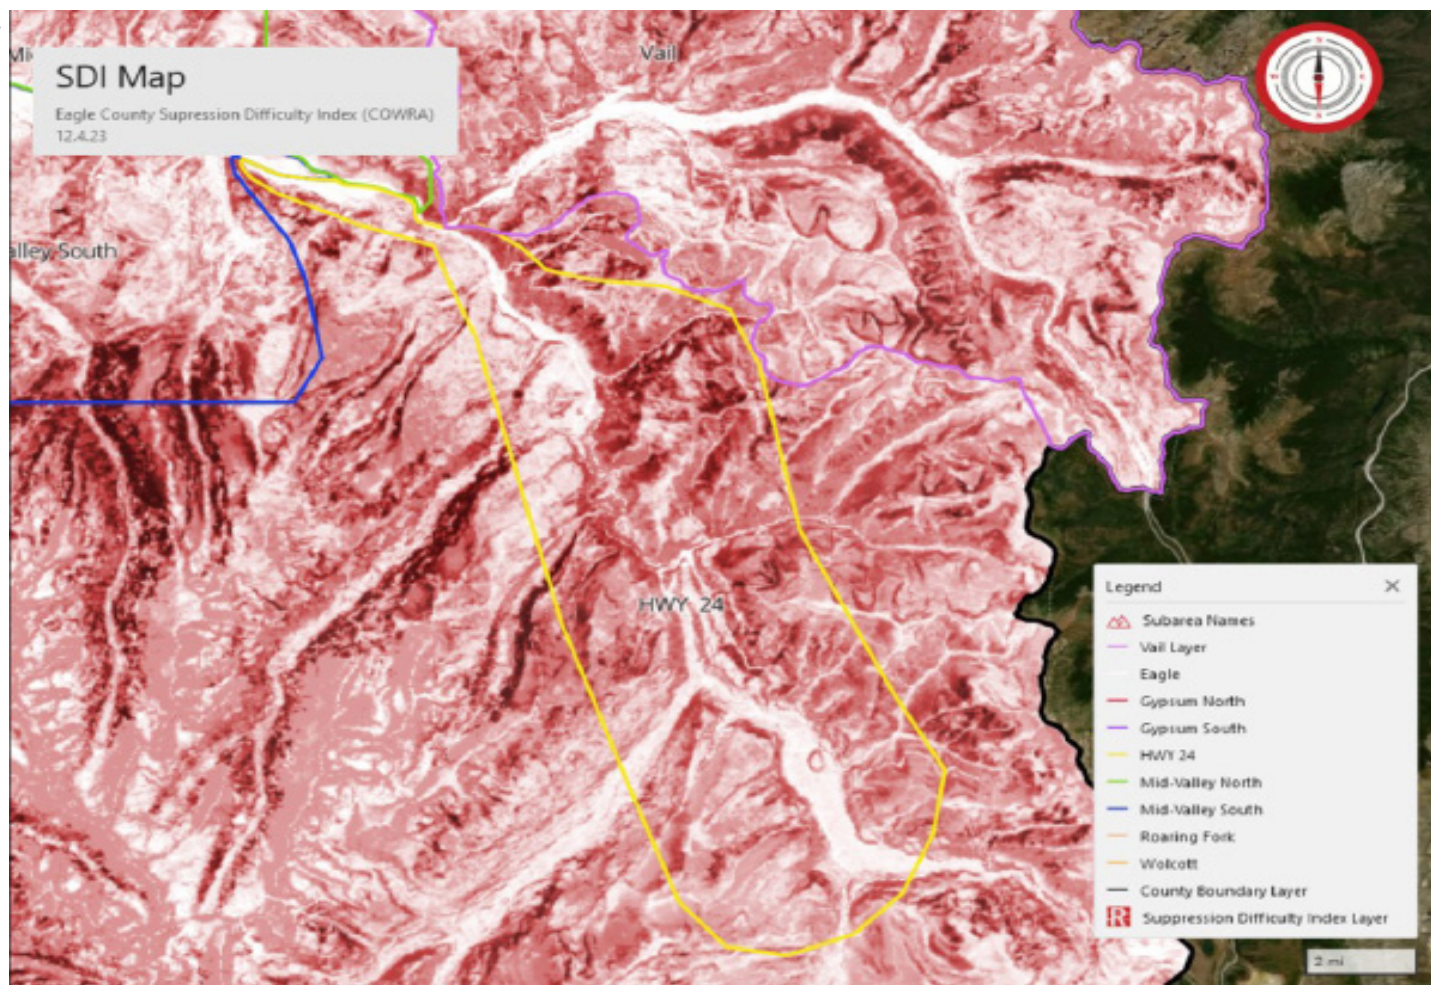 Mi
Vail
SDI Map
Eagle County Supression Difficulty Index (COWRA)
12.4.23
alley South
HWY 24
Legend
Subarea Names
Vail Layer
Eagle
Gypsum North
Gypsum South
HWY 24
Mid-Valley North
Mid-Valley South
Roaring Fork
Wolcott
County Boundary Layer
R Suppression Difficulty Index Layer
2 mi